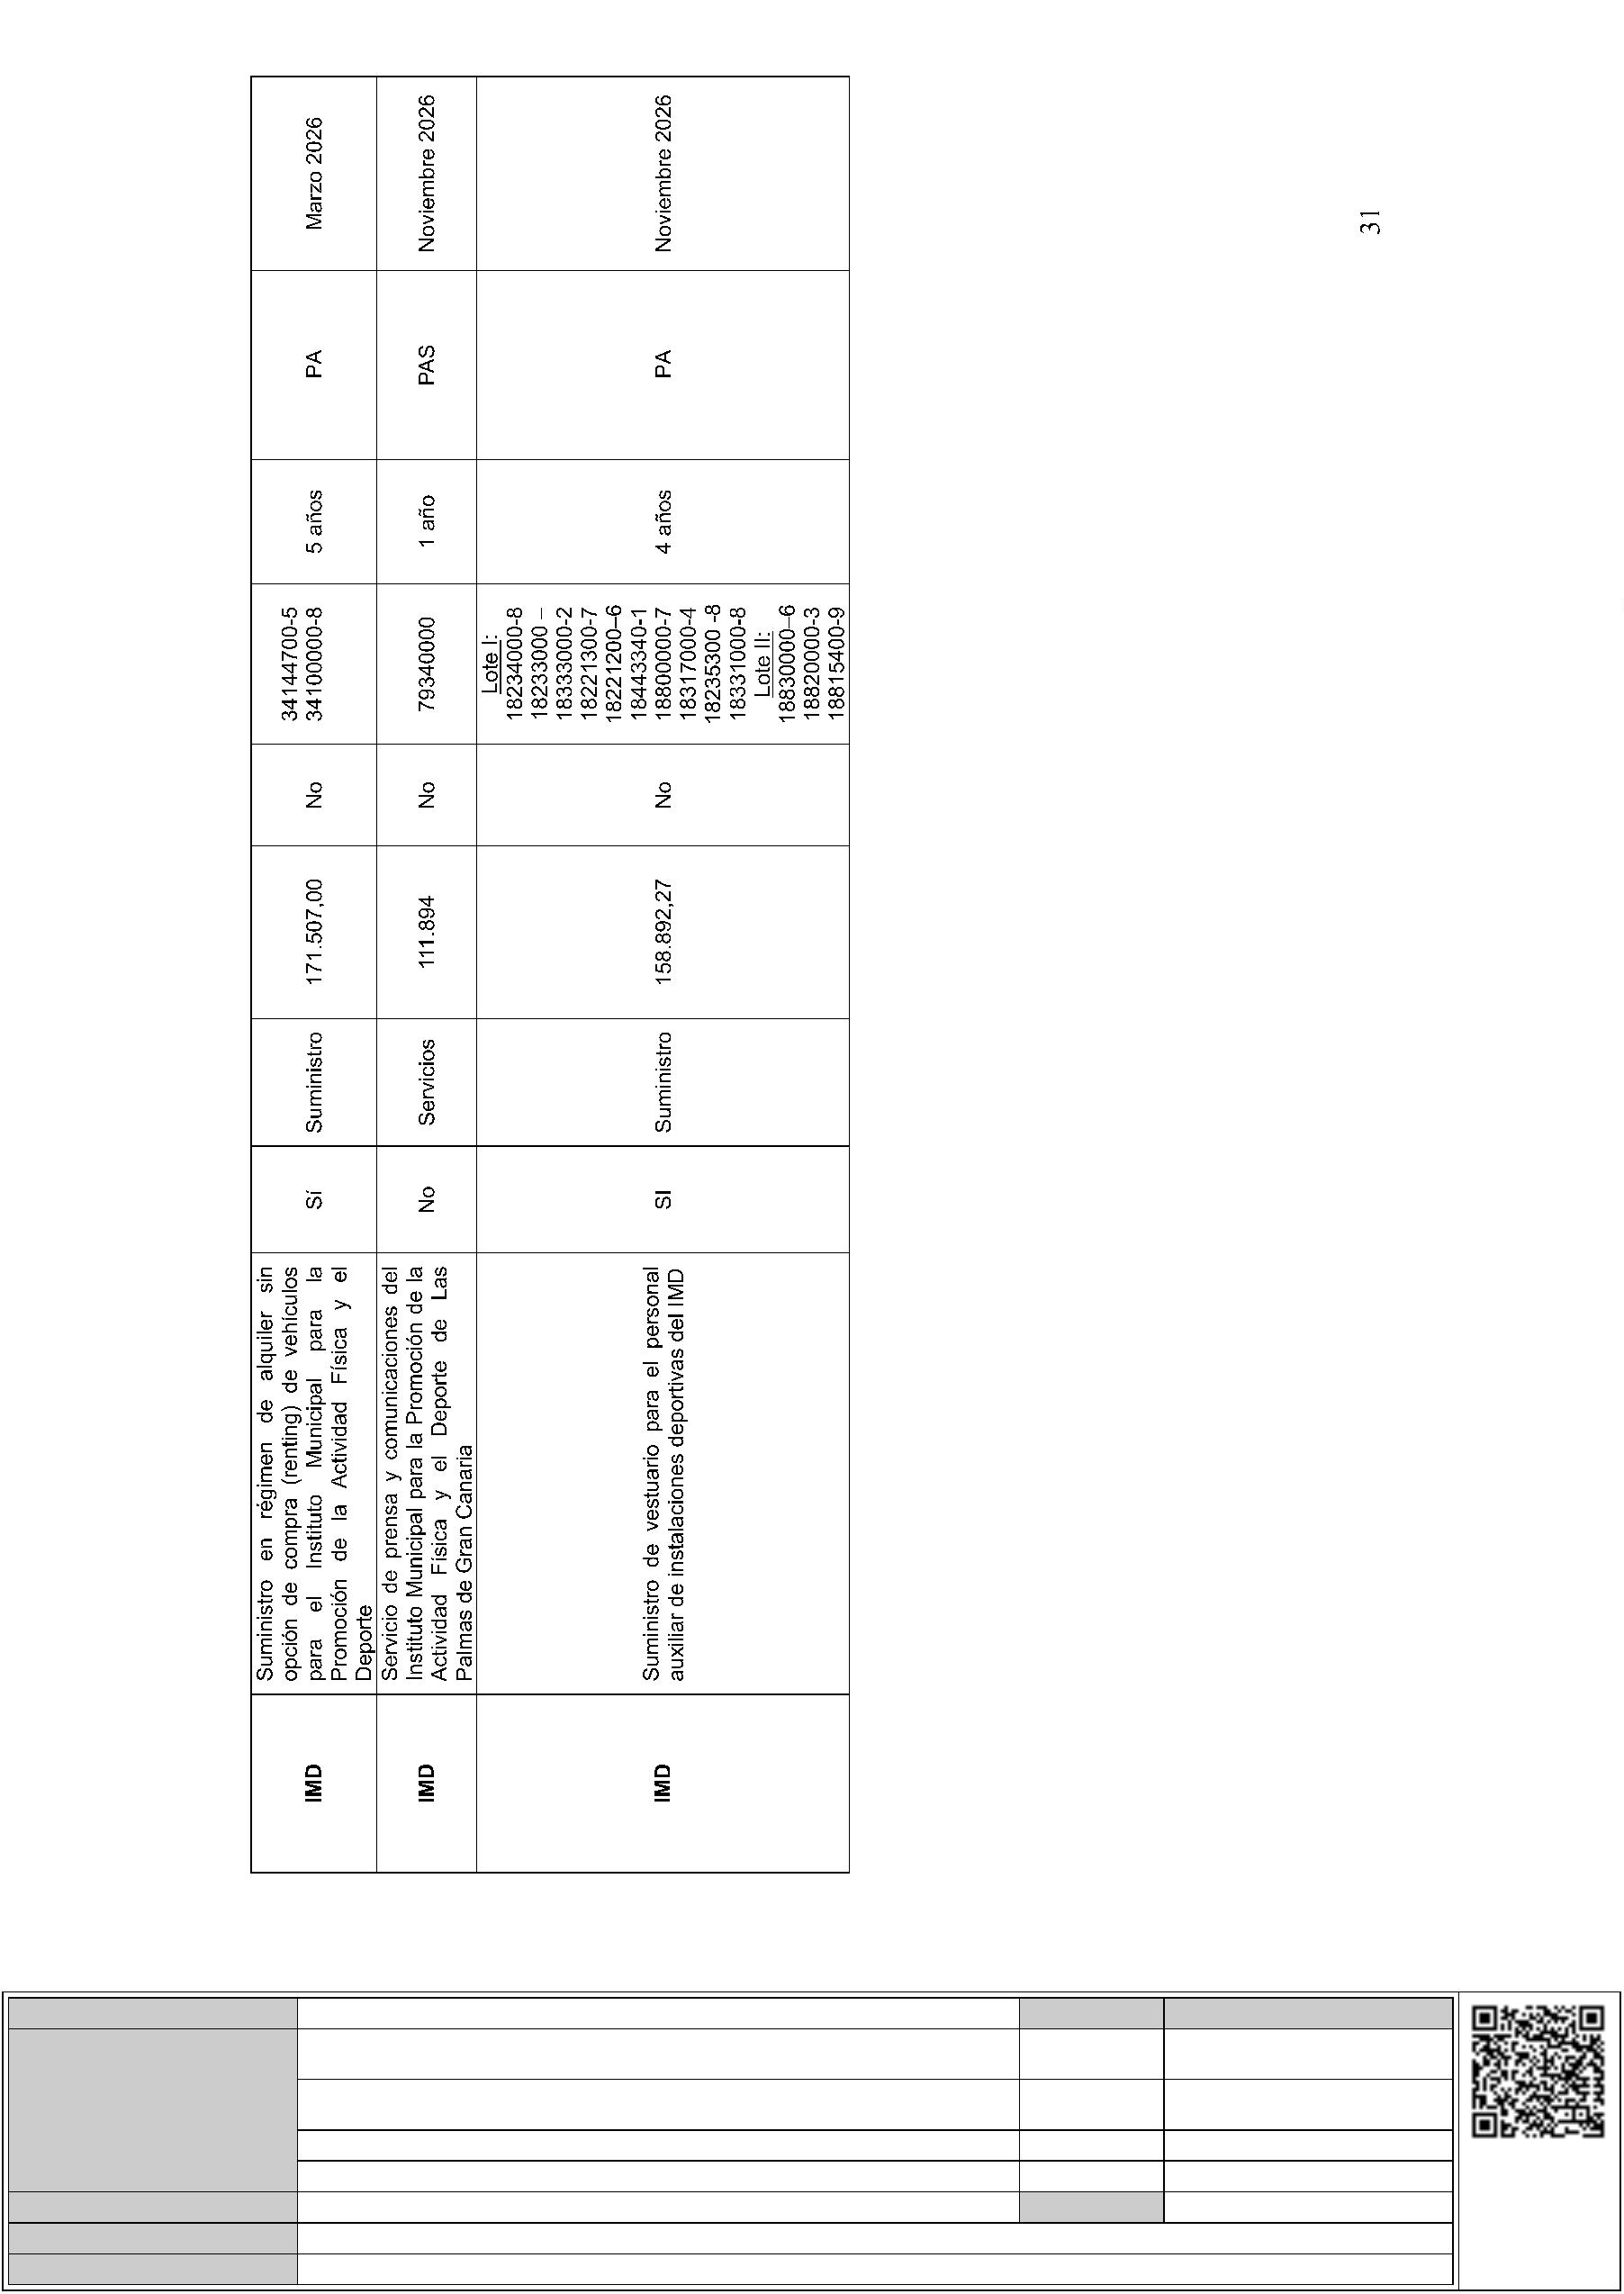 IMD
Suministro en régimen de alquiler sin
opción de compra (renting) de vehículos
para el Instituto Municipal para la
Promoción de la Actividad Física y el
Deporte
Sí
Suministro
171.507,00
No
34144700-5
34100000-8
5 años
PA
Marzo 2026
IMD
Servicio de prensa y comunicaciones del
Instituto Municipal para la Promoción de la
Actividad Física y el Deporte de Las
Palmas de Gran Canaria
No
Servicios
111.894
No
79340000
1 año
PAS
Noviembre 2026
IMD
Suministro de vestuario para el personal
auxiliar de instalaciones deportivas del IMD
SI
Suministro
158.892,27
No
Lote I:
18234000-8
18233000 –
18333000-2
18221300-7
18221200–6
18443340-1
18800000-7
18317000-4
18235300 -8
18331000-8
Lote II:
18830000–6
18820000-3
18815400-9
4 años
PA
Noviembre 2026
31